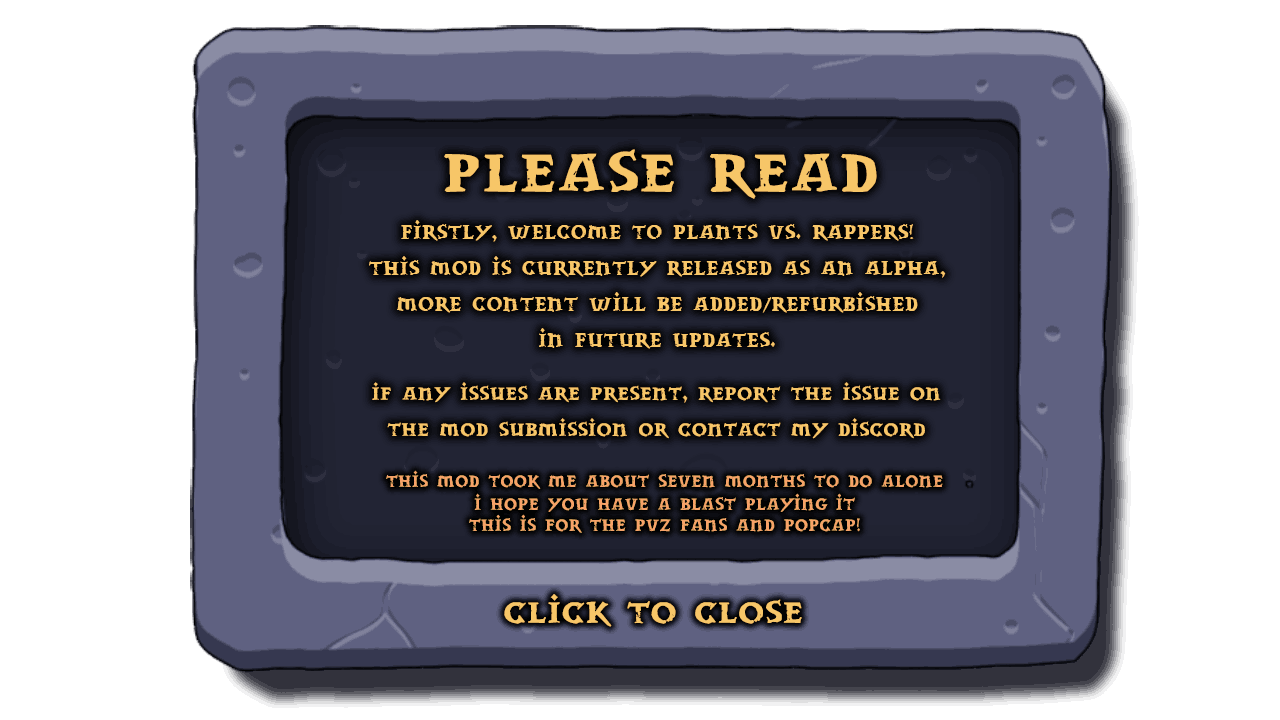 PLEASE READ
FIRSTLY, WELCOME TO PLANTS VS. RAPPERS!
THIS MOD IS CURRENTLY RELEASED AS AN ALPHA,
MORE CONTENT WILL BE ADDED/REFURBISHED
IN FUTURE UPDATES.
IF ANY ISSUES ARE PRESENT, REPORT THE ISSUE ON
THE MOD SUBMISSION OR CONTACT MY DISCORD
THIS MOD TOOK ME ABOUT SEVEN MONTHS TO DO ALONE
I HOPE YOU HAVE A BLAST PLAYING IT
THIS IS FOR THE PVZ FANS AND POPCAP!
CLICK TO CLOSE